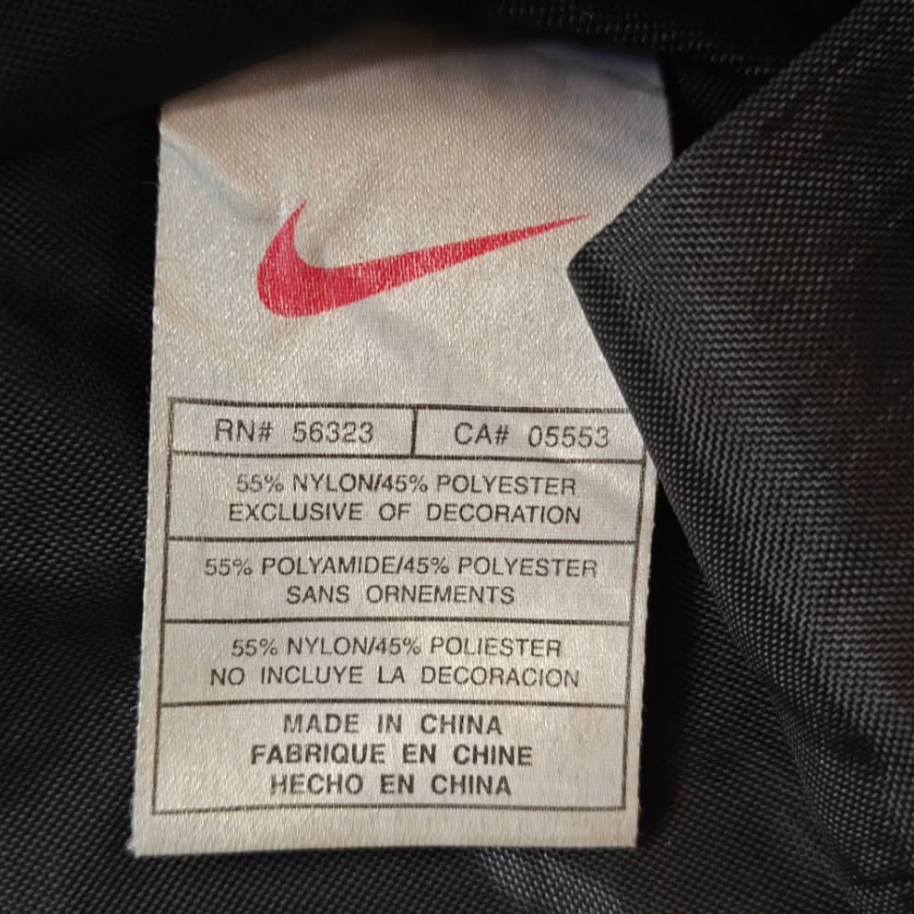 RN# 56323 CA# 05553
55% NYLON/45% POLYESTER
EXCLUSIVE OF DECORATION
55% POLYAMIDE/45% POLYESTER
SANS ORNEMENTS
55% NYLON/45% POLIESTER
NO INCLUYE LA DECORACION
MADE IN CHINA
FABRIQUE EN CHINE
HECHO EN CHINA